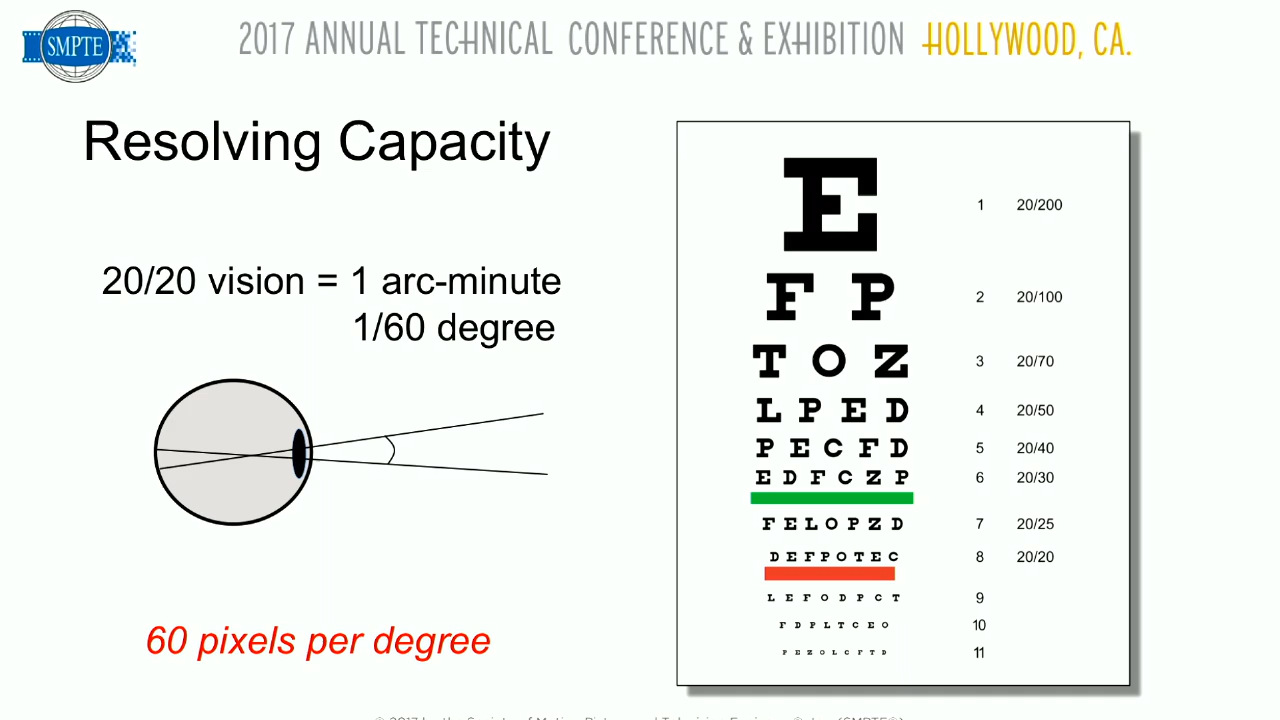 SMPTE
2017 ANNUAL TECHNICAL CONFERENCE & EXHIBITION HOLLYWOOD, CA.
Resolving Capacity
20/20 vision = 1 arc-minute
1/60 degree
60 pixels per degree
E 1 20/200
F P 2 20/100
T O Z 3 20/70
L P E D 4 20/50
P E C F D 5 20/40
E D F C Z P 6 20/30
F E L O P Z D 7 20/25
D E F P O T E C 8 20/20
L E F O D P C T 9
F D P L T C E O 10
P E Z O L C F T D 11